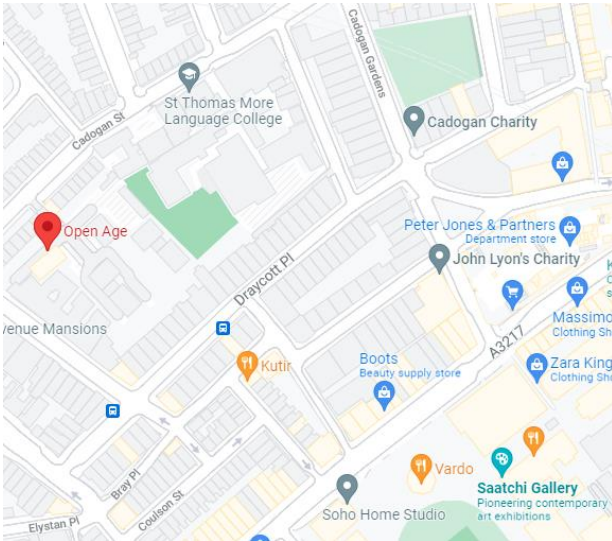 Cadogan Gardens
St Thomas More
Language College
Cadogan St
Cadogan Charity
Open Age
Peter Jones & Partners
Department store
John Lyon's Charity
K
C
s
Draycott Pl
venue Mansions
Massimo
Clothing Sh
A3217
Kutir
Boots
Beauty supply store
Zara King
Clothing Sh
Bray Pl
Vardo
Saatchi Gallery
Pioneering contemporary
art exhibitions
Coulson St
Soho Home Studio
Elystan Pl